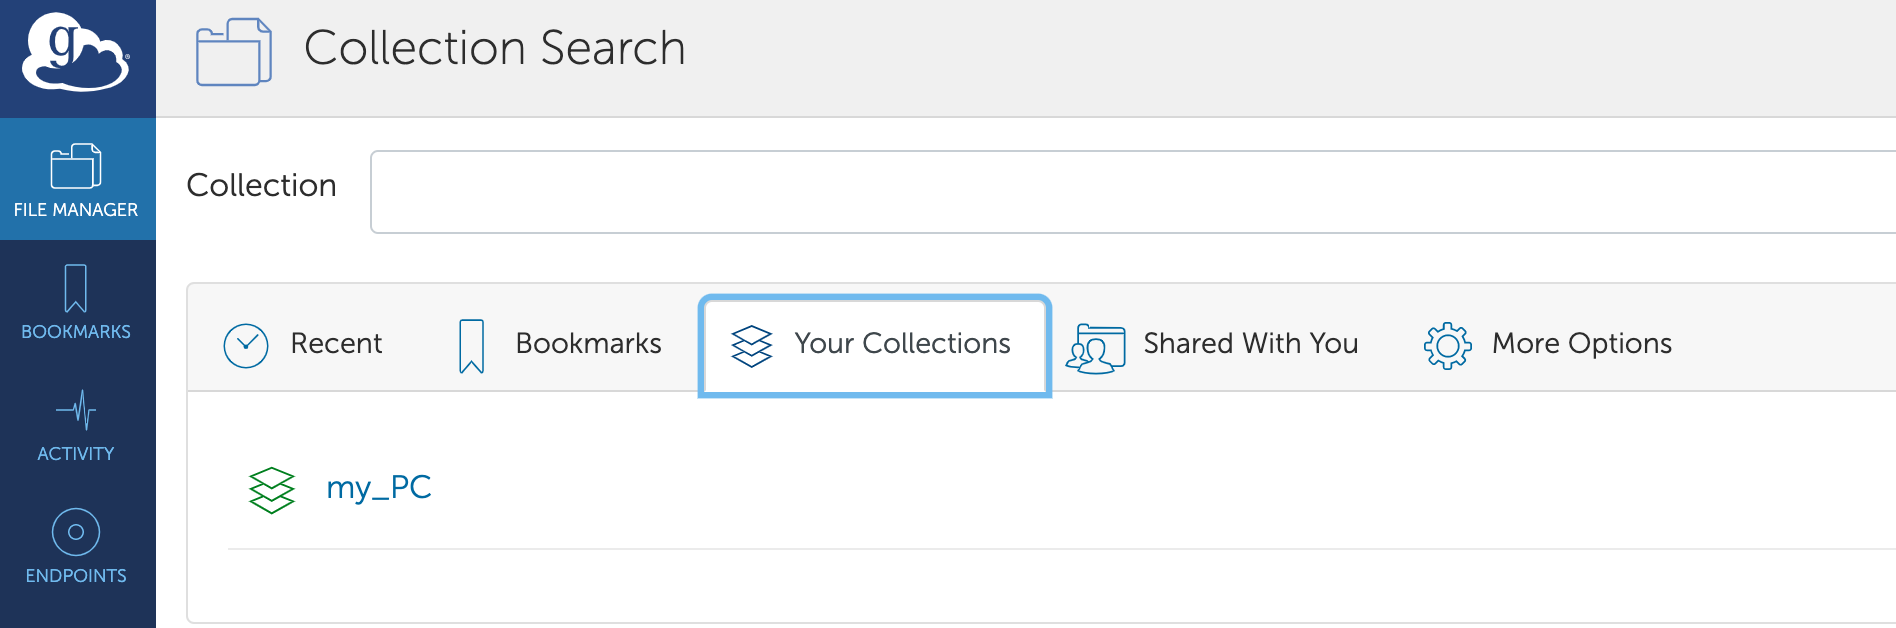 g
Collection Search
FILE MANAGER
BOOKMARKS
ACTIVITY
ENDPOINTS
Collection
Recent Bookmarks Your Collections Shared With You More Options
my_PC